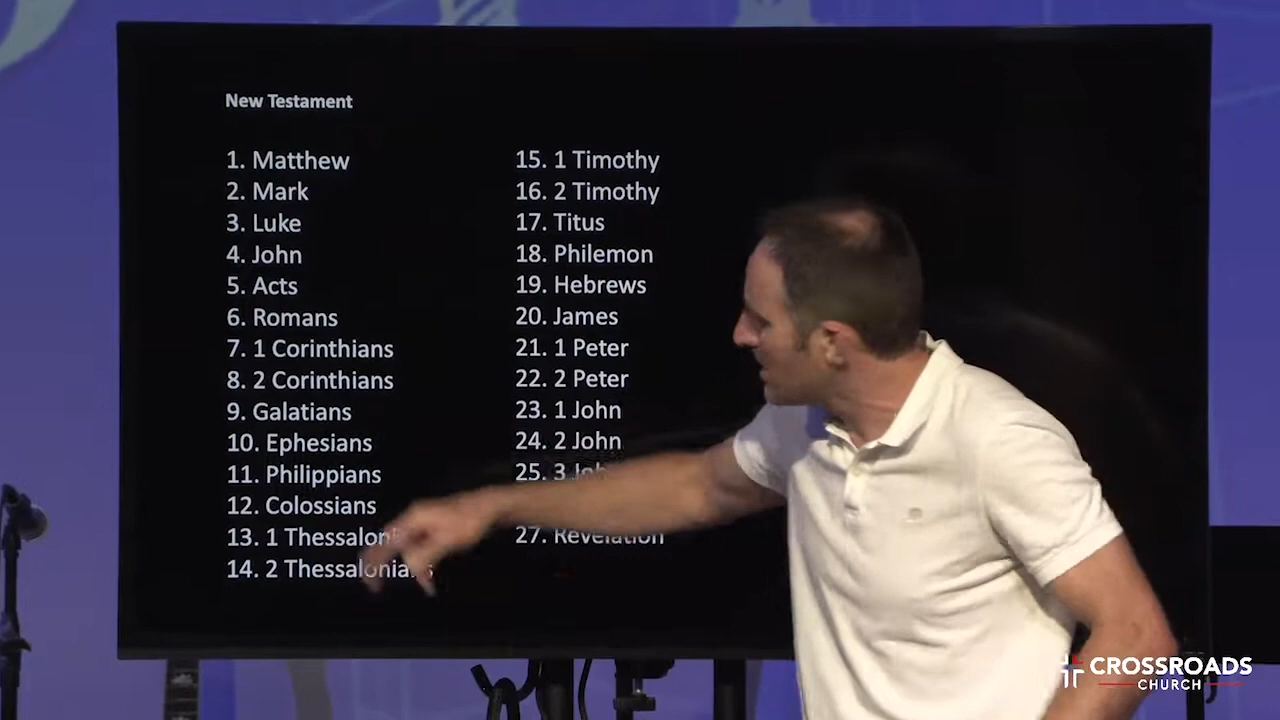 New Testament
1. Matthew
2. Mark
3. Luke
4. John
5. Acts
6. Romans
7. 1 Corinthians
8. 2 Corinthians
9. Galatians
10. Ephesians
11. Philippians
12. Colossians
13. 1 Thessaloni
14. 2 Thessalonians
15. 1 Timothy
16. 2 Timothy
17. Titus
18. Philemon
19. Hebrews
20. James
21. 1 Peter
22. 2 Peter
23. 1 John
24. 2 John
25. 3 John
27. Revelation
CROSSROADS
CHURCH